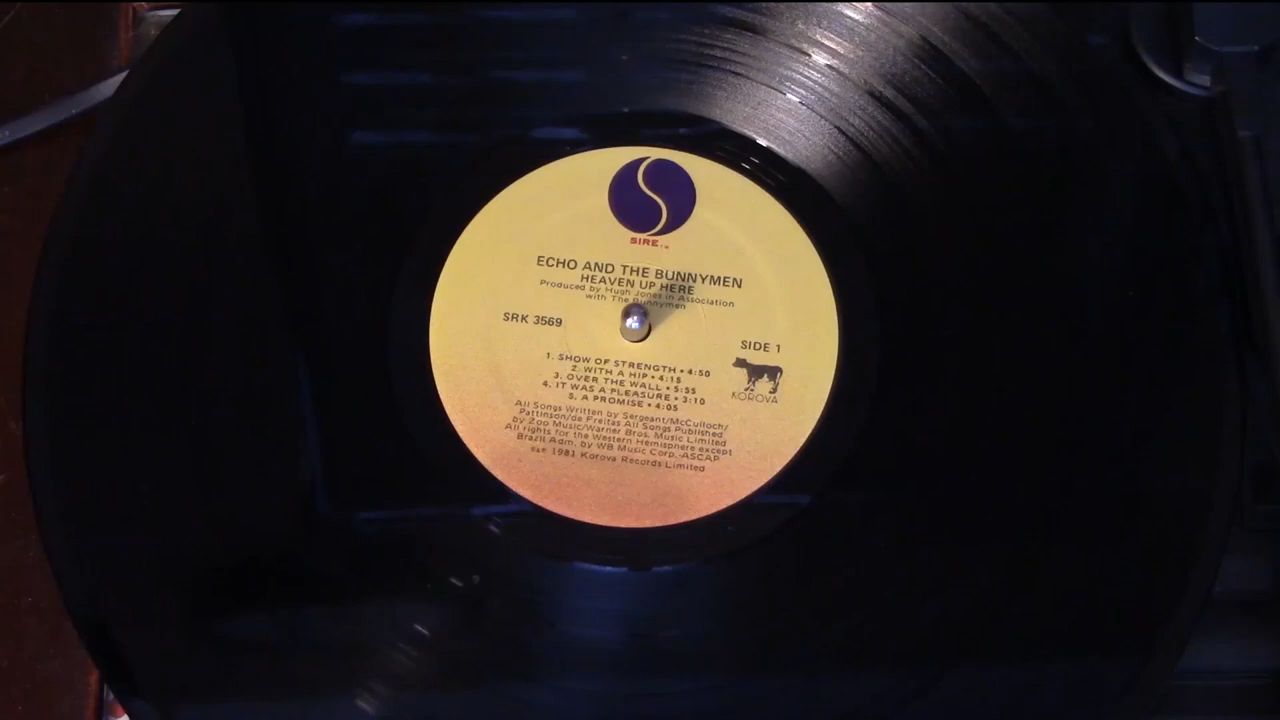 SIRE™
ECHO AND THE BUNNYMEN
HEAVEN UP HERE
Produced by Hugh Jones in Association
with The Bunnymen
SRK 3569
SIDE 1
1. SHOW OF STRENGTH • 4:50
2. WITH A HIP • 4:15
3. OVER THE WALL • 5:55
4. IT WAS A PLEASURE • 3:10
5. A PROMISE • 4:05
KOROVA
All Songs Written by Sergeant/McCulloch/
Pattinson/de Freitas All Songs Published
by Zoo Music/Warner Bros. Music Limited
All rights for the Western Hemisphere except
Brazil Adm. by WB Music Corp.-ASCAP
1981 Korova Records Limited